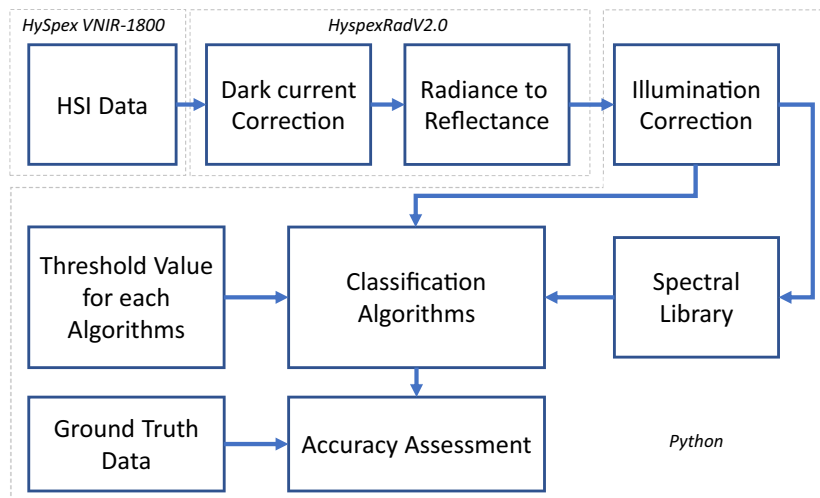 HySpex VNIR-1800
HyspexRadV2.0
HSI Data
Dark current
Correction
Radiance to
Reflectance
Illumination
Correction
Threshold Value
for each
Algorithms
Classification
Algorithms
Spectral
Library
Ground Truth
Data
Accuracy Assessment
Python